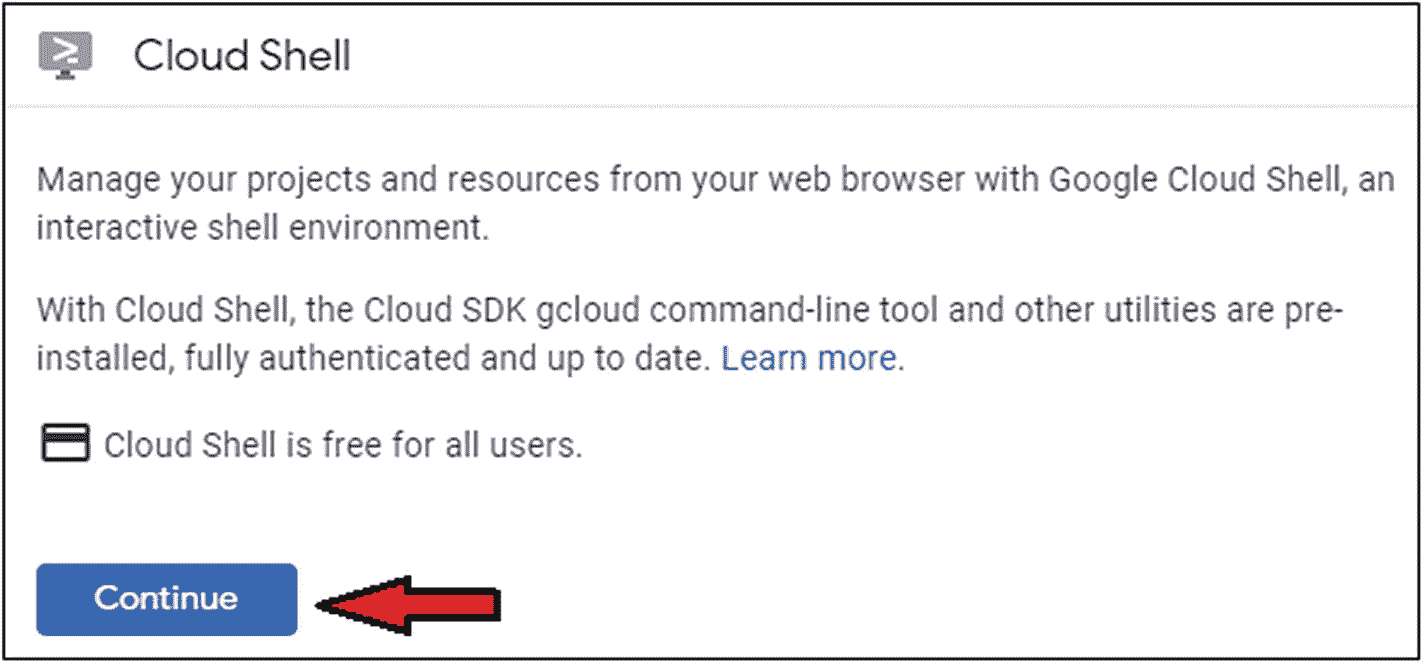 Cloud Shell
Manage your projects and resources from your web browser with Google Cloud Shell, an
interactive shell environment.
With Cloud Shell, the Cloud SDK gcloud command-line tool and other utilities are pre-
installed, fully authenticated and up to date. Learn more.
Cloud Shell is free for all users.
Continue